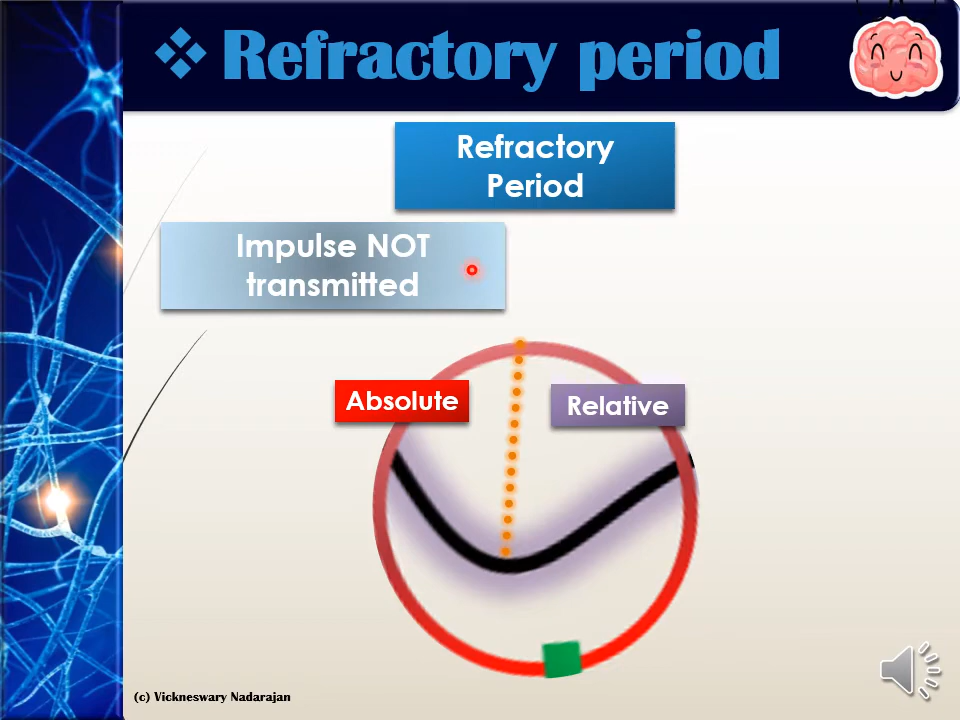 Refractory period
Refractory
Period
Impulse NOT
transmitted
Absolute
Relative
(c) Vickneswary Nadarajan